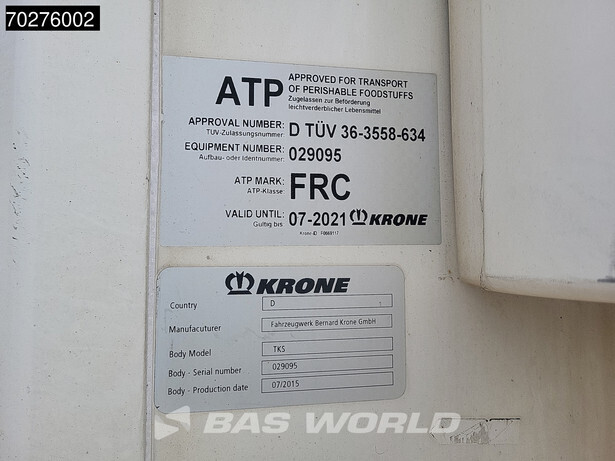 70276002
ATP APPROVED FOR TRANSPORT
OF PERISHABLE FOODSTUFFS
Zugelassen zur Beförderung
leichtverderblicher Lebensmittel
APPROVAL NUMBER: D TÜV 36-3558-634
TÜV-Zulassungsnummer:
EQUIPMENT NUMBER: 029095
Aufbau- oder Identnummer:
ATP MARK: FRC
ATP-Klasse:
VALID UNTIL: 07-2021 KRONE
Gültig bis:
KRONE
Country D
Manufacturer Fahrzeugwerk Bernard Krone GmbH
Body Model TKS
Body - Serial number 029095
Body - Production date 07/2015
BAS WORLD